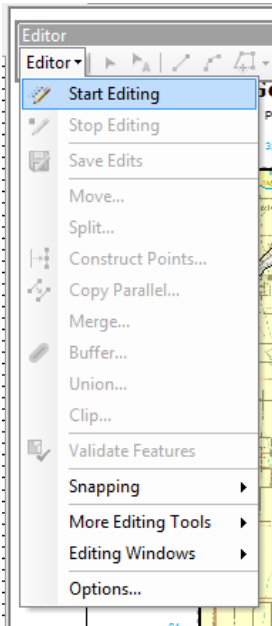 Editor
Editor
Start Editing
Stop Editing
Save Edits
Move...
Split...
Construct Points...
Copy Parallel...
Merge...
Buffer...
Union...
Clip...
Validate Features
Snapping
More Editing Tools
Editing Windows
Options...